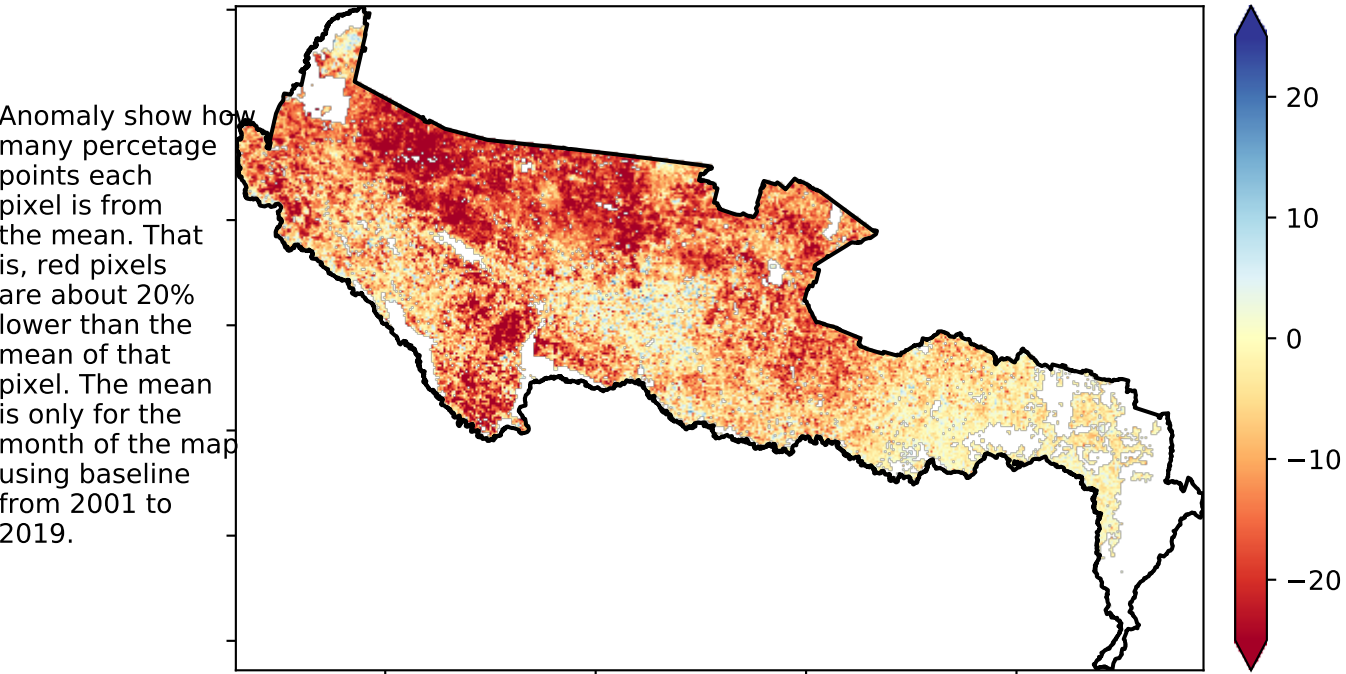 Anomaly show how
many percetage
points each
pixel is from
the mean. That
is, red pixels
are about 20%
lower than the
mean of that
pixel. The mean
is only for the
month of the map
using baseline
from 2001 to
2019.
20
10
0
−10
−20